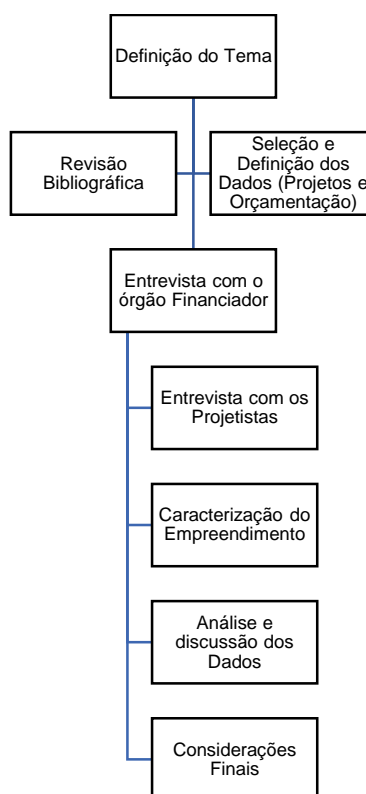 Definição do Tema
Revisão
Bibliográfica
Seleção e
Definição dos
Dados (Projetos e
Orçamentação)
Entrevista com o
órgão Financiador
Entrevista com os
Projetistas
Caracterização do
Empreendimento
Análise e
discussão dos
Dados
Considerações
Finais